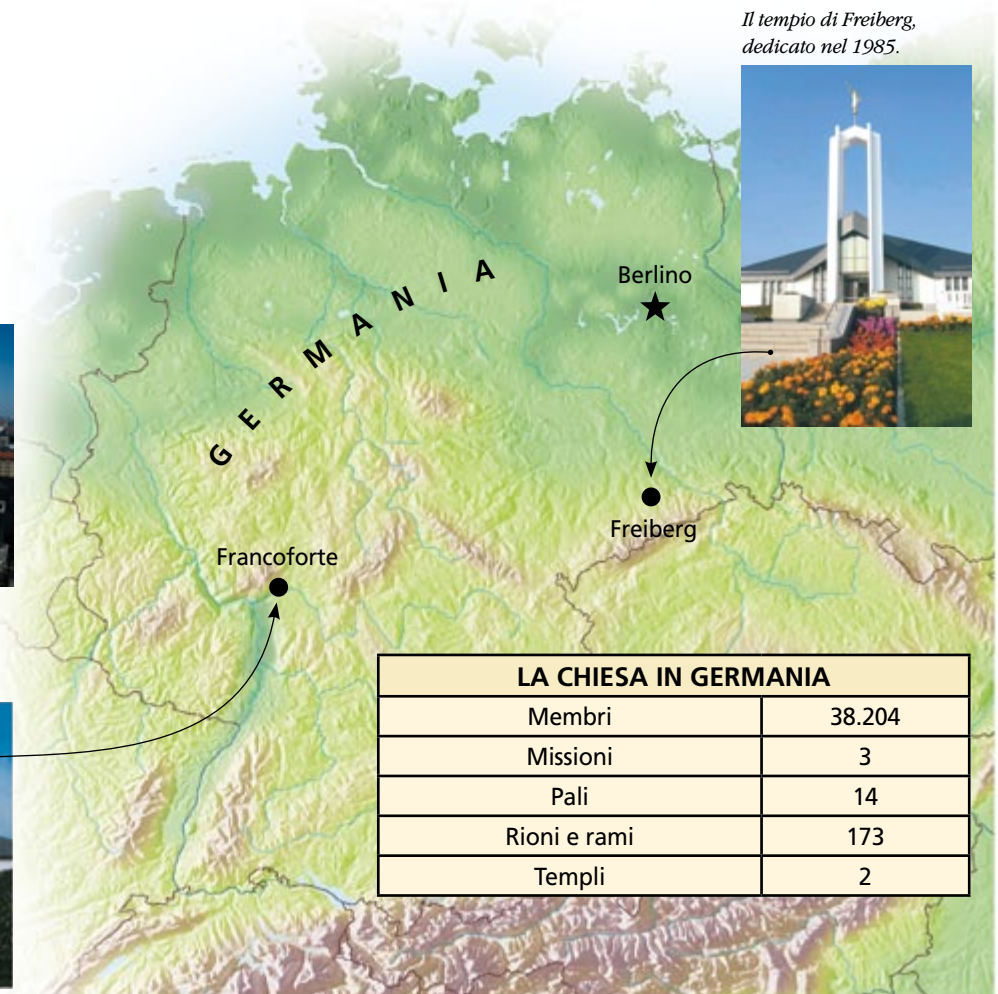 Il tempio di Freiberg,
dedicato nel 1985.
GERMANIA
Berlino
Freiberg
Francoforte
LA CHIESA IN GERMANIA
Membri 38.204
Missioni 3
Pali 14
Rioni e rami 173
Templi 2